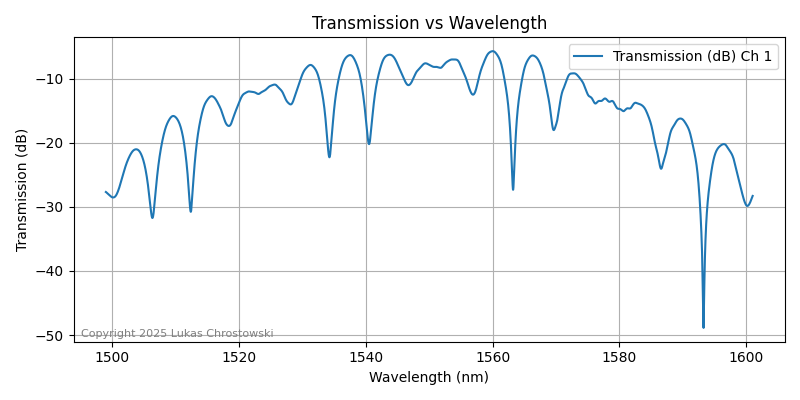 Transmission vs Wavelength
Transmission (dB) Ch 1
Transmission (dB)
−10
−20
−30
−40
−50
Copyright 2025 Lukas Chrostowski
1500 1520 1540 1560 1580 1600
Wavelength (nm)